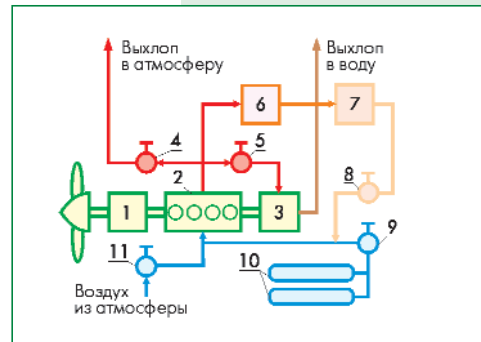 Выхлоп
в атмосферу
Выхлоп
в воду
6
7
4
5
8
2
1
3
9
11
10
Воздух
из атмосферы